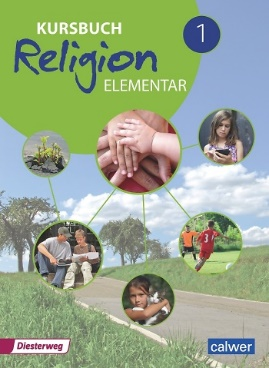 KURSBUCH
Religion
1
ELEMENTAR
Diesterweg
calwer